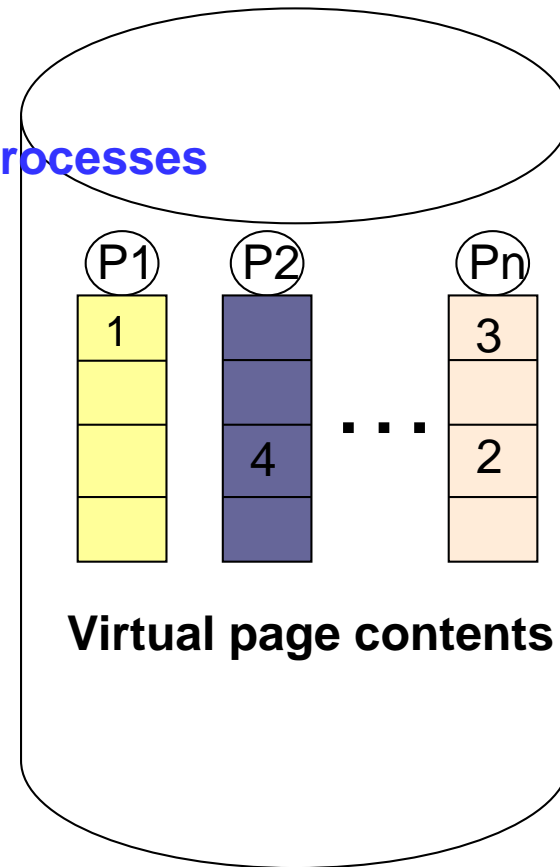 rocesses
P1 P2 Pn
1 3
...
4 2
Virtual page contents